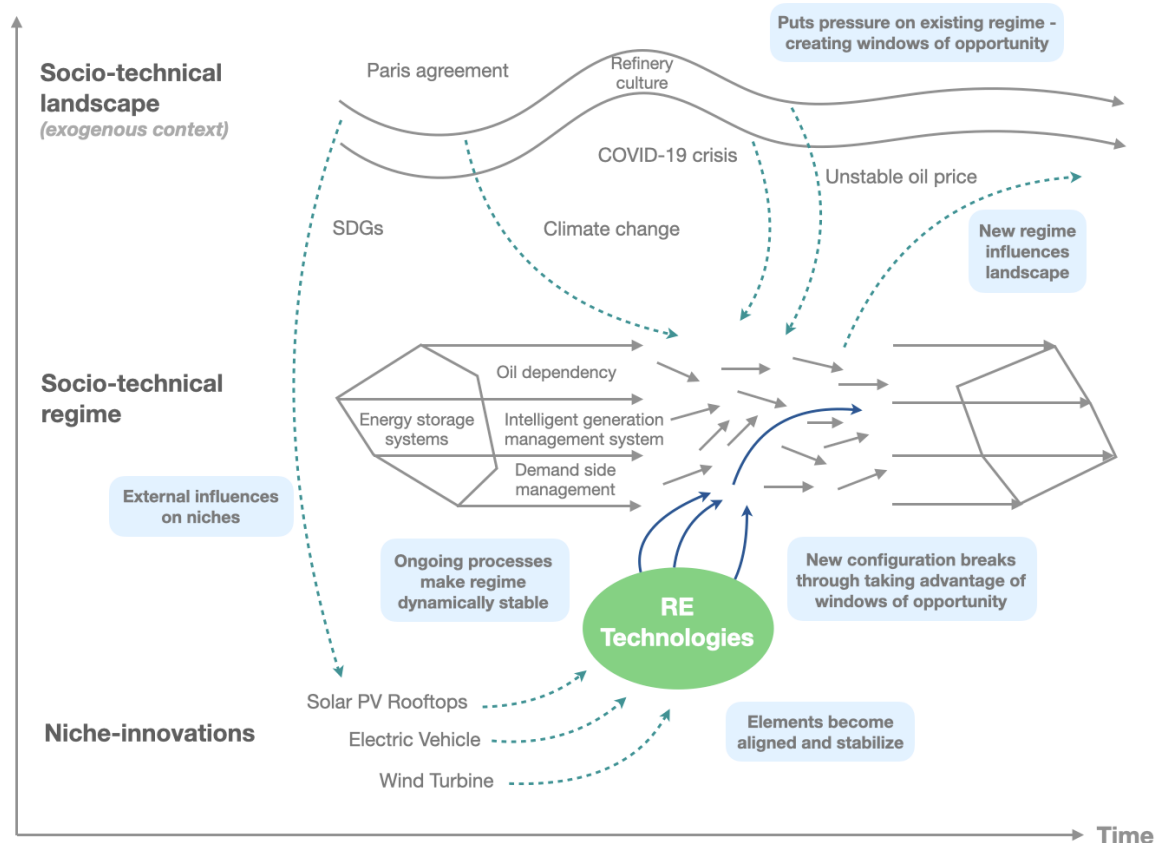 Puts pressure on existing regime -
creating windows of opportunity
Socio-technical
landscape
(exogenous context)
Paris agreement
Refinery
culture
COVID-19 crisis
Unstable oil price
SDGs
Climate change
New regime
influences
landscape
Socio-technical
regime
Oil dependency
Energy storage
systems
Intelligent generation
management system
Demand side
management
External influences
on niches
Ongoing processes
make regime
dynamically stable
New configuration breaks
through taking advantage of
windows of opportunity
RE
Technologies
Solar PV Rooftops
Niche-innovations
Electric Vehicle
Wind Turbine
Elements become
aligned and stabilize
Time